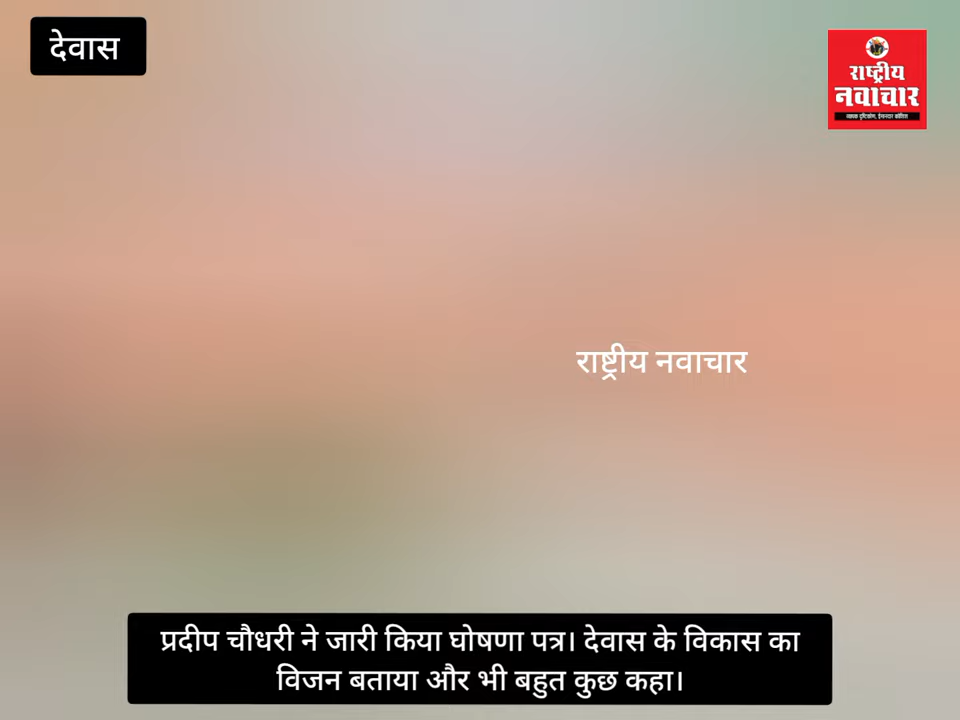 देवास
राष्ट्रीय
नवाचार
राष्ट्रीय नवाचार
प्रदीप चौधरी ने जारी किया घोषणा पत्र। देवास के विकास का
विजन बताया और भी बहुत कुछ कहा।